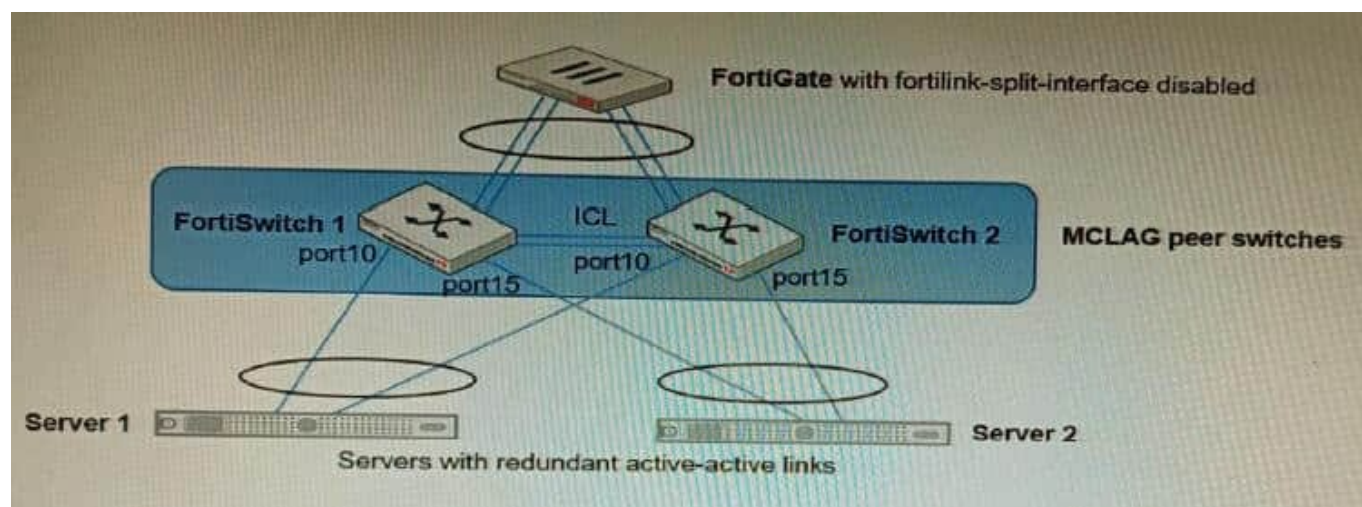 FortiGate with fortilink-split-interface disabled
FortiSwitch 1
ICL
FortiSwitch 2
MCLAG peer switches
port10
port10
port15
port15
Server 1
Server 2
Servers with redundant active-active links